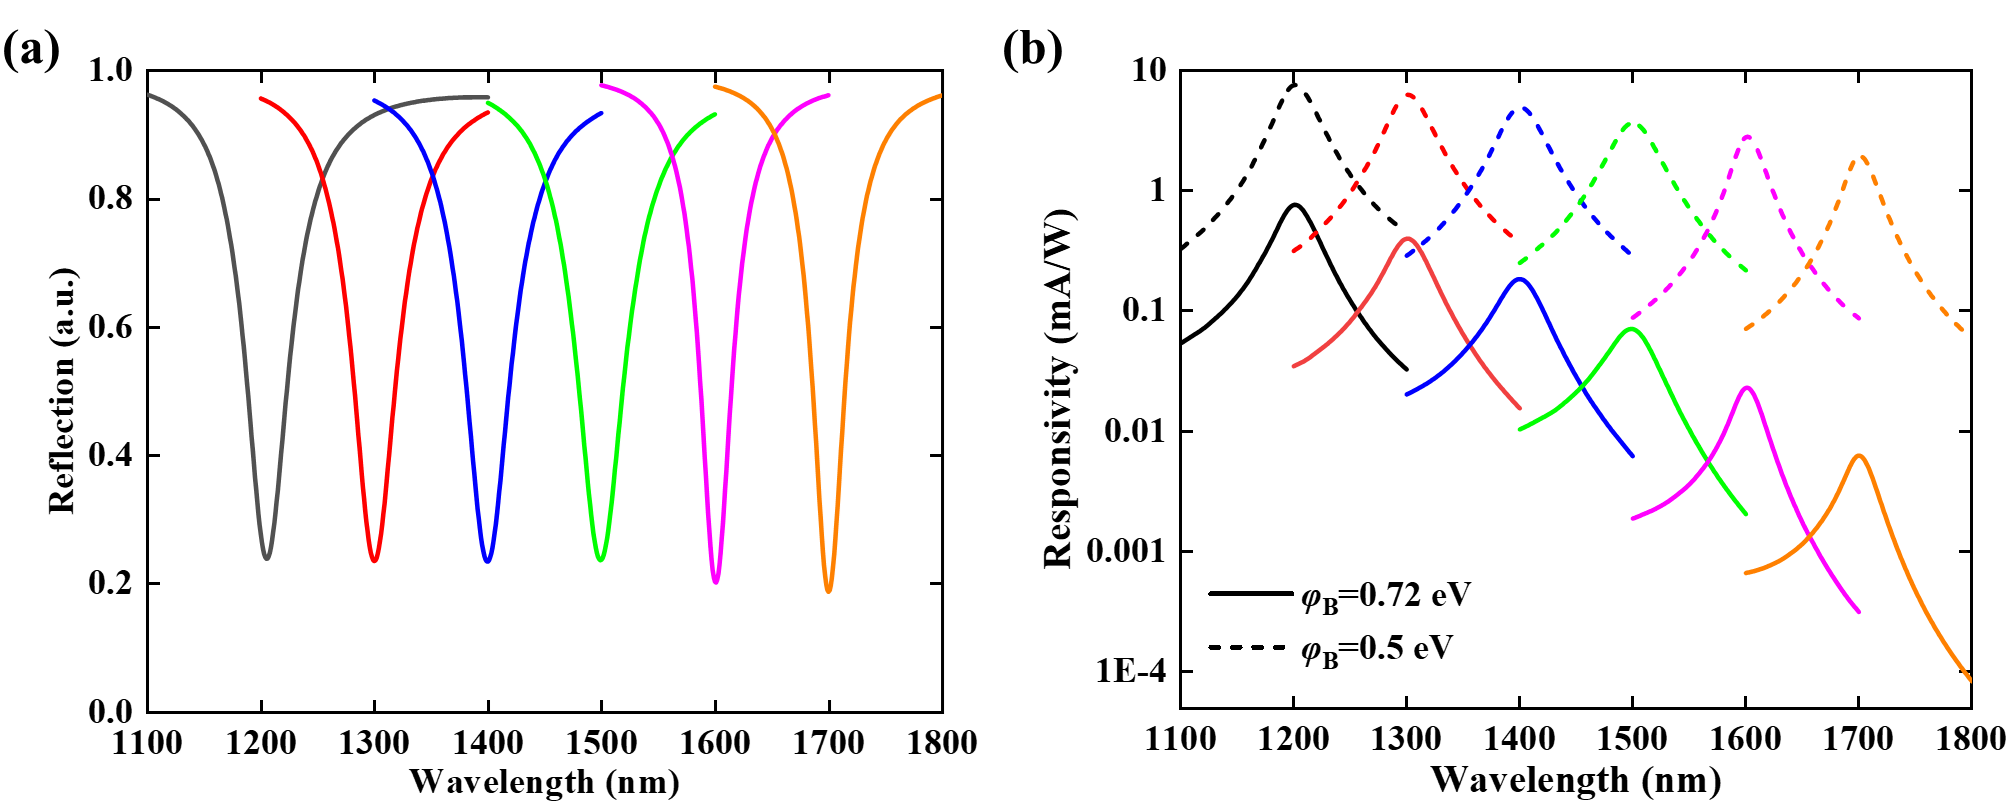 (a)
1.0
0.8
0.6
0.4
0.2
0.0
Reflection (a.u.)
1100 1200 1300 1400 1500 1600 1700 1800
Wavelength (nm)
(b)
10
1
0.1
0.01
0.001
1E-4
Responsivity (mA/W)
φB=0.72 eV
φB=0.5 eV
1100 1200 1300 1400 1500 1600 1700 1800
Wavelength (nm)